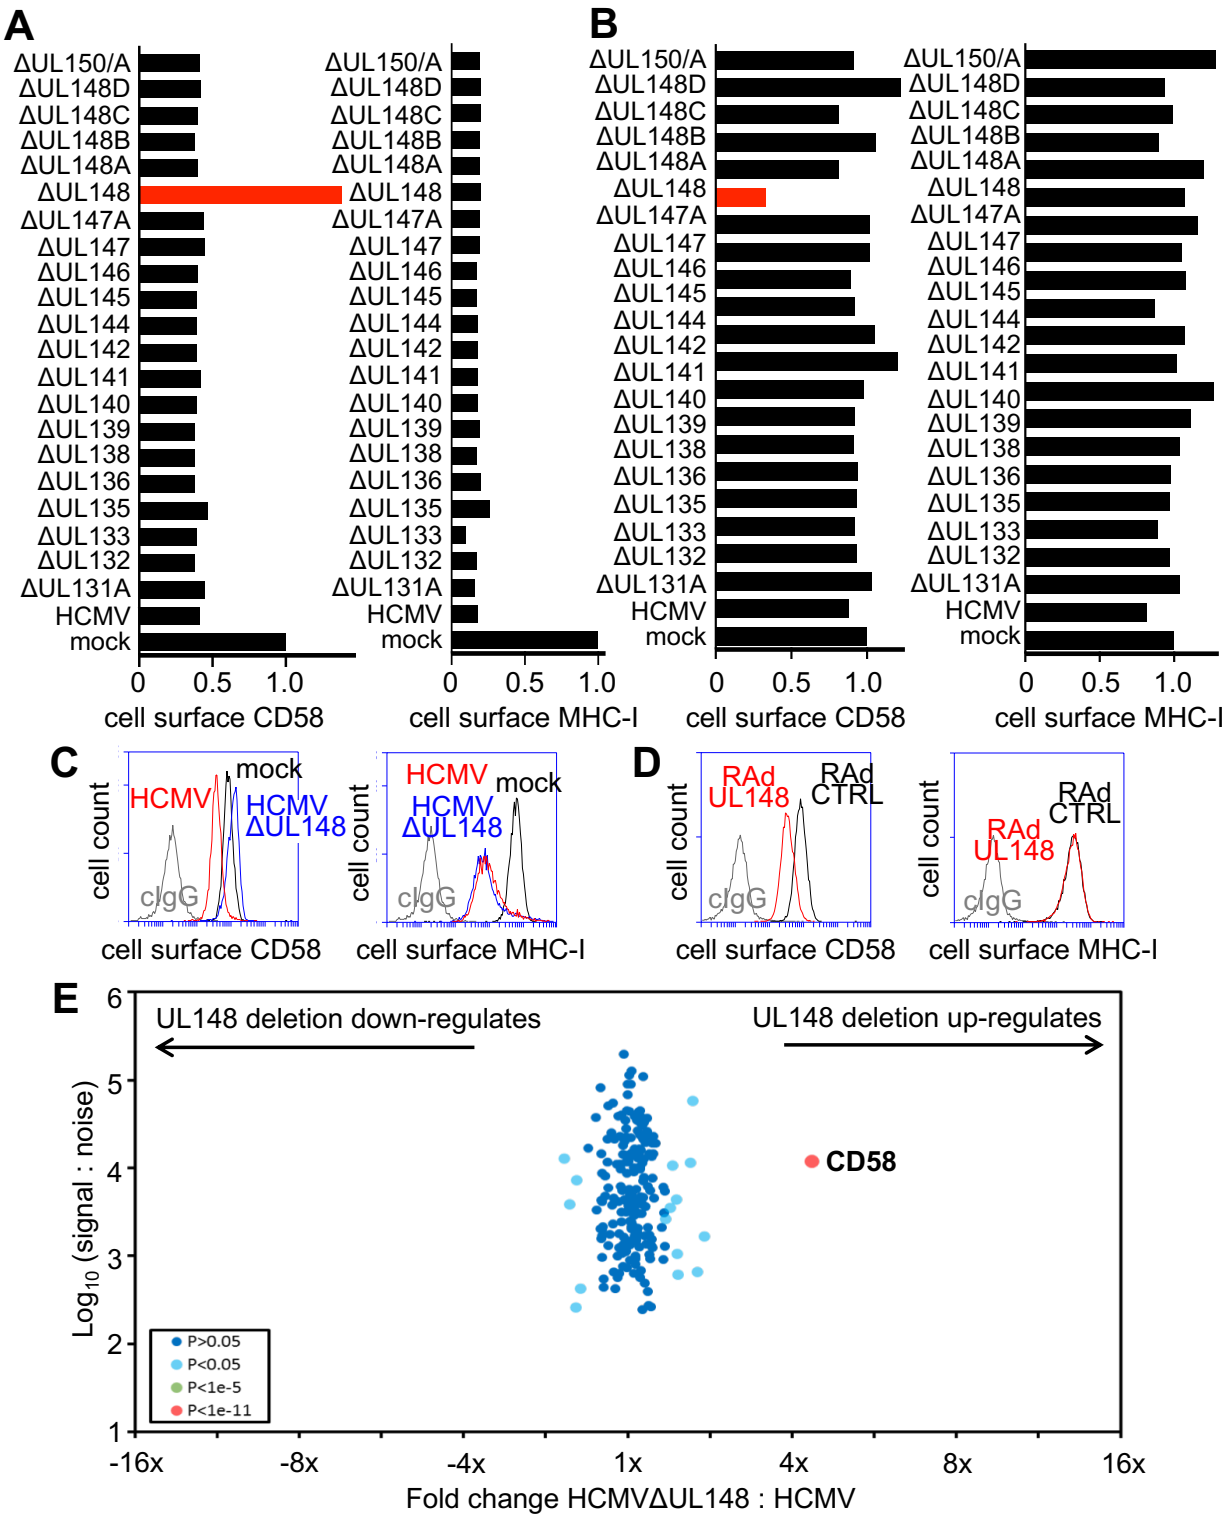 A
ΔUL150/A
ΔUL148D
ΔUL148C
ΔUL148B
ΔUL148A
ΔUL148
ΔUL147A
ΔUL147
ΔUL146
ΔUL145
ΔUL144
ΔUL142
ΔUL141
ΔUL140
ΔUL139
ΔUL138
ΔUL136
ΔUL135
ΔUL133
ΔUL132
ΔUL131A
HCMV
mock
0 0.5 1.0
cell surface CD58
ΔUL150/A
ΔUL148D
ΔUL148C
ΔUL148B
ΔUL148A
ΔUL148
ΔUL147A
ΔUL147
ΔUL146
ΔUL145
ΔUL144
ΔUL142
ΔUL141
ΔUL140
ΔUL139
ΔUL138
ΔUL136
ΔUL135
ΔUL133
ΔUL132
ΔUL131A
HCMV
mock
0 0.5 1.0
cell surface MHC-I
B
ΔUL150/A
ΔUL148D
ΔUL148C
ΔUL148B
ΔUL148A
ΔUL148
ΔUL147A
ΔUL147
ΔUL146
ΔUL145
ΔUL144
ΔUL142
ΔUL141
ΔUL140
ΔUL139
ΔUL138
ΔUL136
ΔUL135
ΔUL133
ΔUL132
ΔUL131A
HCMV
mock
0 0.5 1.0
cell surface CD58
ΔUL150/A
ΔUL148D
ΔUL148C
ΔUL148B
ΔUL148A
ΔUL148
ΔUL147A
ΔUL147
ΔUL146
ΔUL145
ΔUL144
ΔUL142
ΔUL141
ΔUL140
ΔUL139
ΔUL138
ΔUL136
ΔUL135
ΔUL133
ΔUL132
ΔUL131A
HCMV
mock
0 0.5 1.0
cell surface MHC-I
C
cell count
mock
HCMV
HCMV
ΔUL148
cIgG
cell surface CD58
cell count
HCMV
mock
HCMV
ΔUL148
cIgG
cell surface MHC-I
D
cell count
RAd
UL148
RAd
CTRL
cIgG
cell surface CD58
cell count
RAd
CTRL
RAd
UL148
cIgG
cell surface MHC-I
E
UL148 deletion down-regulates
UL148 deletion up-regulates
CD58
Log10 (signal : noise)
6
5
4
3
2
1
P>0.05
P<0.05
P<1e-5
P<1e-11
-16x -8x -4x 1x 4x 8x 16x
Fold change HCMVΔUL148 : HCMV